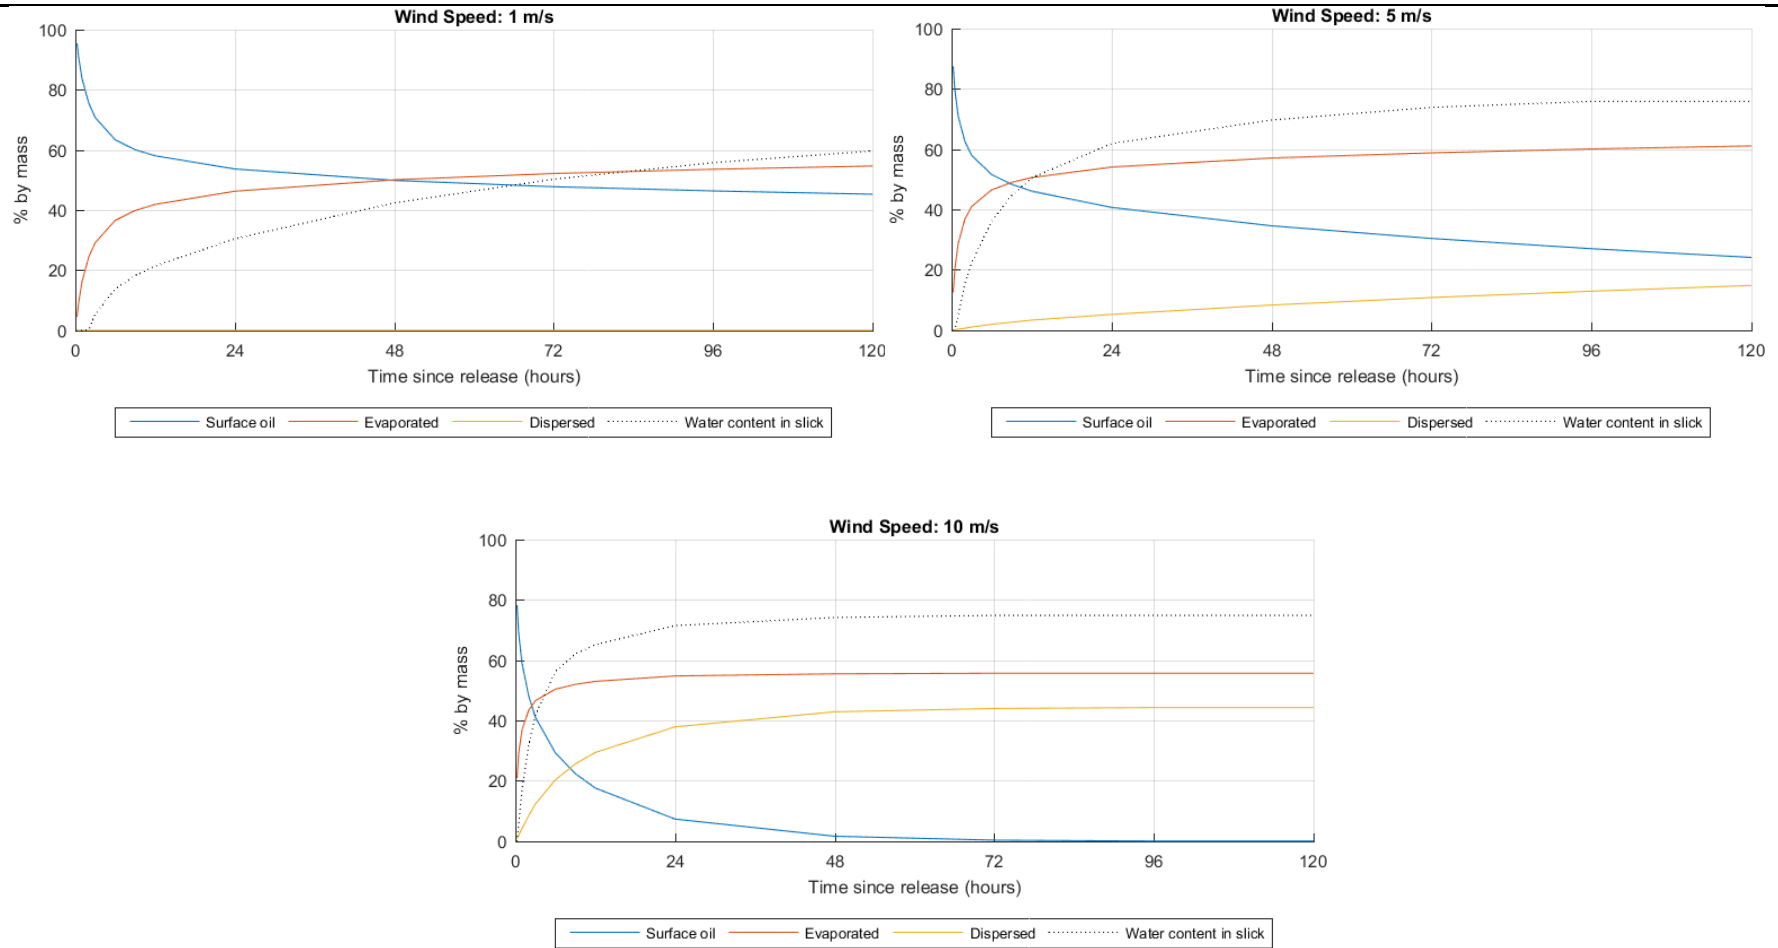 Wind Speed: 1 m/s
100
80
60
40
20
0
% by mass
0 24 48 72 96 120
Time since release (hours)
Surface oil Evaporated Dispersed Water content in slick
Wind Speed: 5 m/s
100
80
60
40
20
0
% by mass
0 24 48 72 96 120
Time since release (hours)
Surface oil Evaporated Dispersed Water content in slick
Wind Speed: 10 m/s
100
80
60
40
20
0
% by mass
0 24 48 72 96 120
Time since release (hours)
Surface oil Evaporated Dispersed Water content in slick